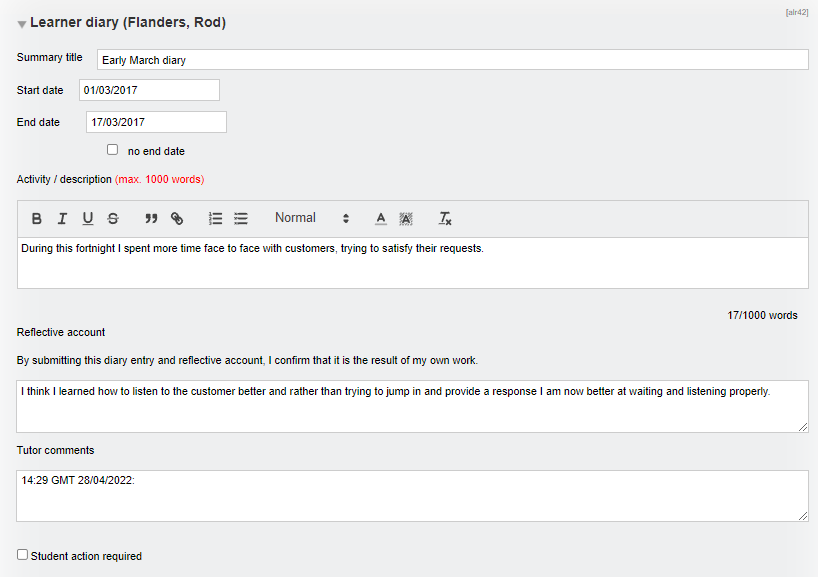 [alr42]
Learner diary (Flanders, Rod)
Summary title Early March diary
Start date 01/03/2017
End date 17/03/2017
no end date
Activity / description (max. 1000 words)
B I U S Normal A A Tx
During this fortnight I spent more time face to face with customers, trying to satisfy their requests.
17/1000 words
Reflective account
By submitting this diary entry and reflective account, I confirm that it is the result of my own work.
I think I learned how to listen to the customer better and rather than trying to jump in and provide a response I am now better at waiting and listening properly.
Tutor comments
14:29 GMT 28/04/2022:
Student action required